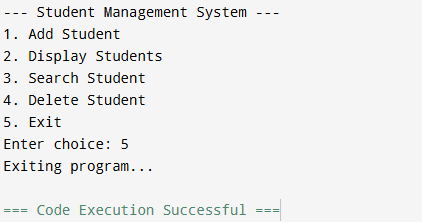 --- Student Management System ---
1. Add Student
2. Display Students
3. Search Student
4. Delete Student
5. Exit
Enter choice: 5
Exiting program...
=== Code Execution Successful ===